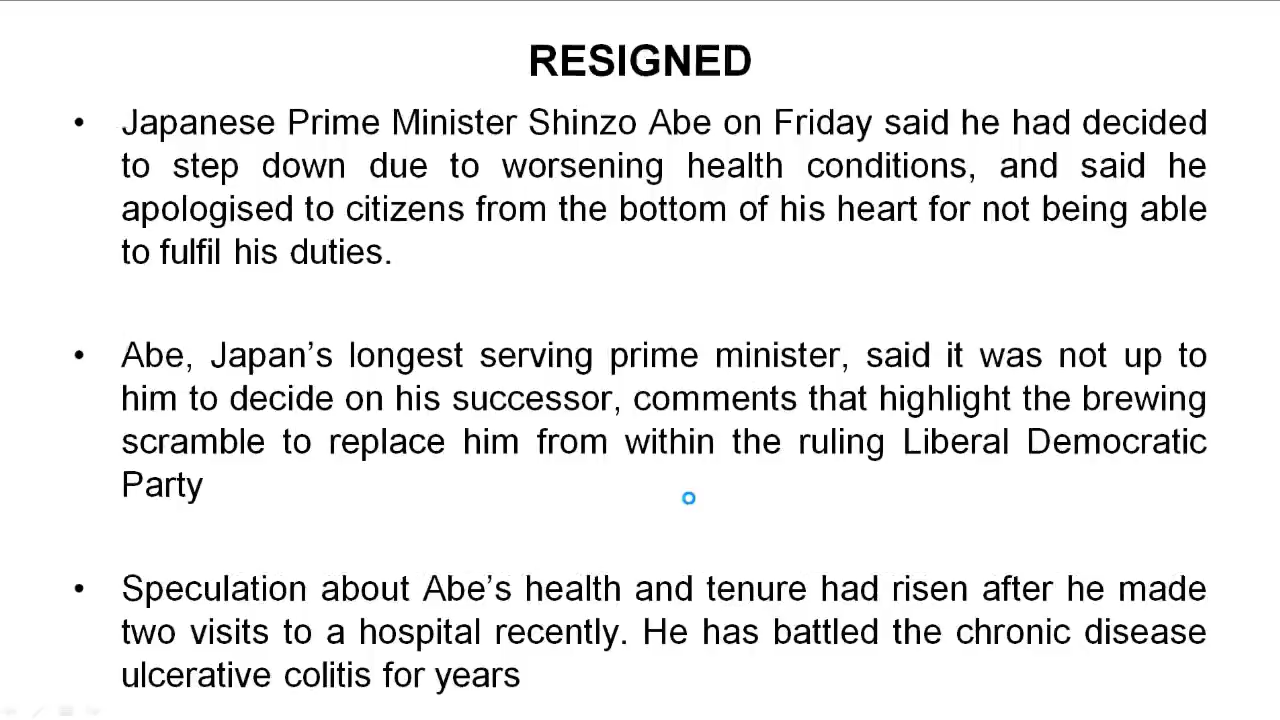 RESIGNED
• Japanese Prime Minister Shinzo Abe on Friday said he had decided
to step down due to worsening health conditions, and said he
apologised to citizens from the bottom of his heart for not being able
to fulfil his duties.
• Abe, Japan’s longest serving prime minister, said it was not up to
him to decide on his successor, comments that highlight the brewing
scramble to replace him from within the ruling Liberal Democratic
Party
• Speculation about Abe’s health and tenure had risen after he made
two visits to a hospital recently. He has battled the chronic disease
ulcerative colitis for years